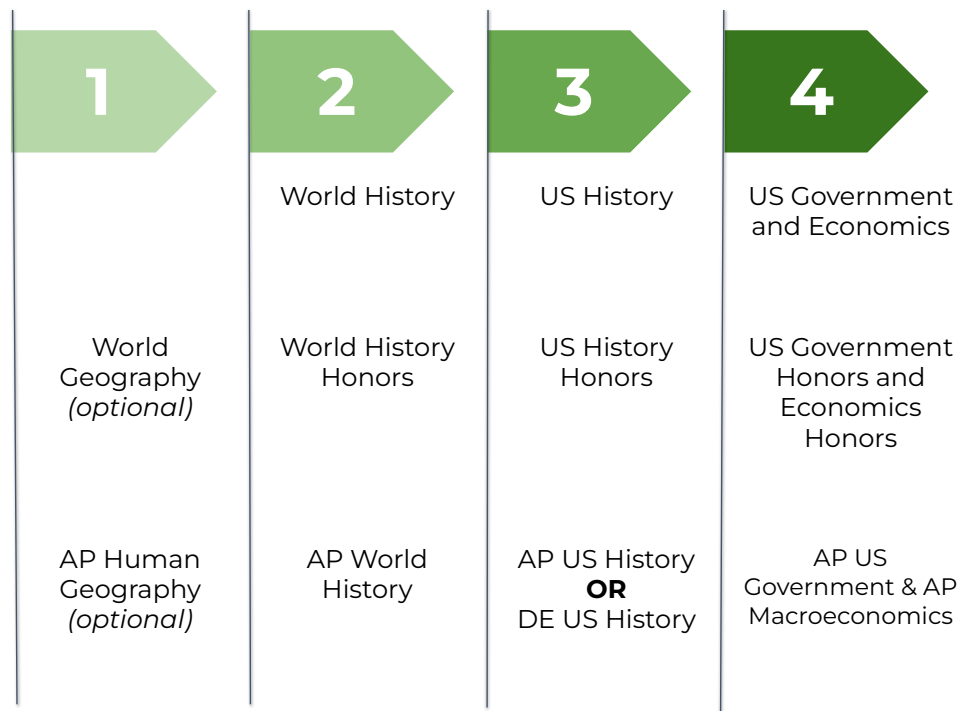 1
2
3
4
World History
US History
US Government
and Economics
World
Geography
(optional)
World History
Honors
US History
Honors
US Government
Honors and
Economics
Honors
AP Human
Geography
(optional)
AP World
History
AP US History
OR
DE US History
AP US
Government & AP
Macroeconomics